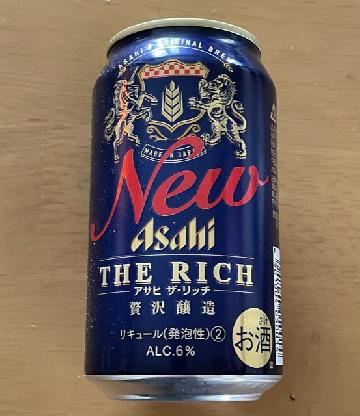 ASAHI'S ORIGINAL BREW
MADE IN JAPAN
New
Asahi
THE RICH
アサヒ ザ・リッチ
贅沢醸造
リキュール(発泡性)②
ALC.6%
お酒